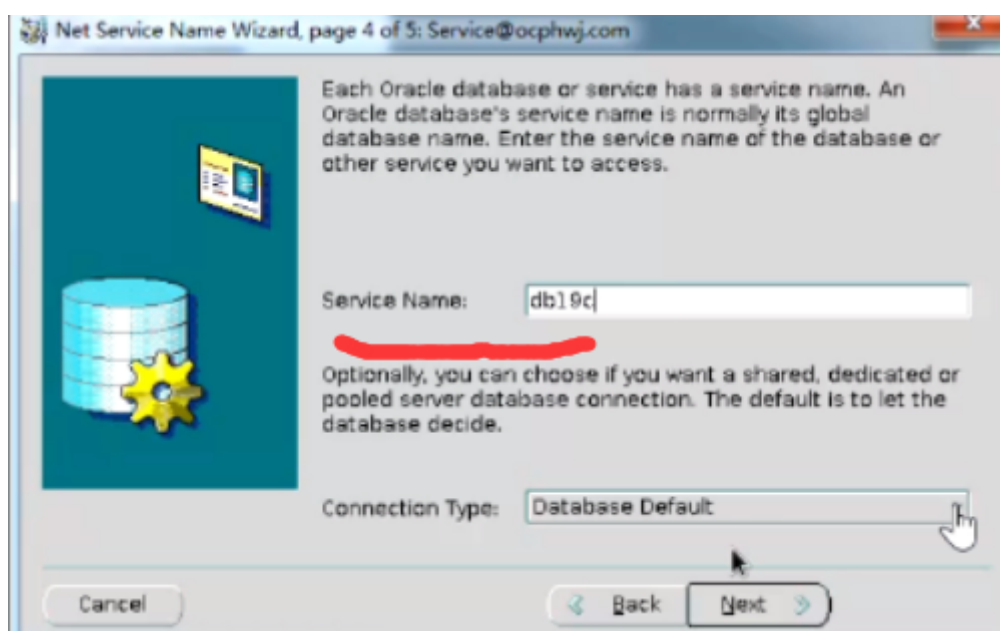 Net Service Name Wizard, page 4 of 5: Service@ocphwj.com
Each Oracle database or service has a service name. An
Oracle database's service name is normally its global
database name. Enter the service name of the database or
other service you want to access.
Service Name: db19c
Optionally, you can choose if you want a shared, dedicated or
pooled server database connection. The default is to let the
database decide.
Connection Type: Database Default
Cancel Back Next